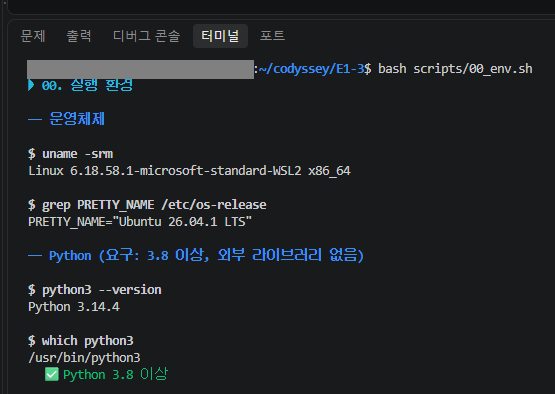 문제 출력 디버그 콘솔 터미널 포트
:~/codyssey/E1-3$ bash scripts/00_env.sh
00. 실행 환경
── 운영체제
$ uname -srm
Linux 6.18.58.1-microsoft-standard-WSL2 x86_64
$ grep PRETTY_NAME /etc/os-release
PRETTY_NAME="Ubuntu 26.04.1 LTS"
── Python (요구: 3.8 이상, 외부 라이브러리 없음)
$ python3 --version
Python 3.14.4
$ which python3
/usr/bin/python3
✅ Python 3.8 이상